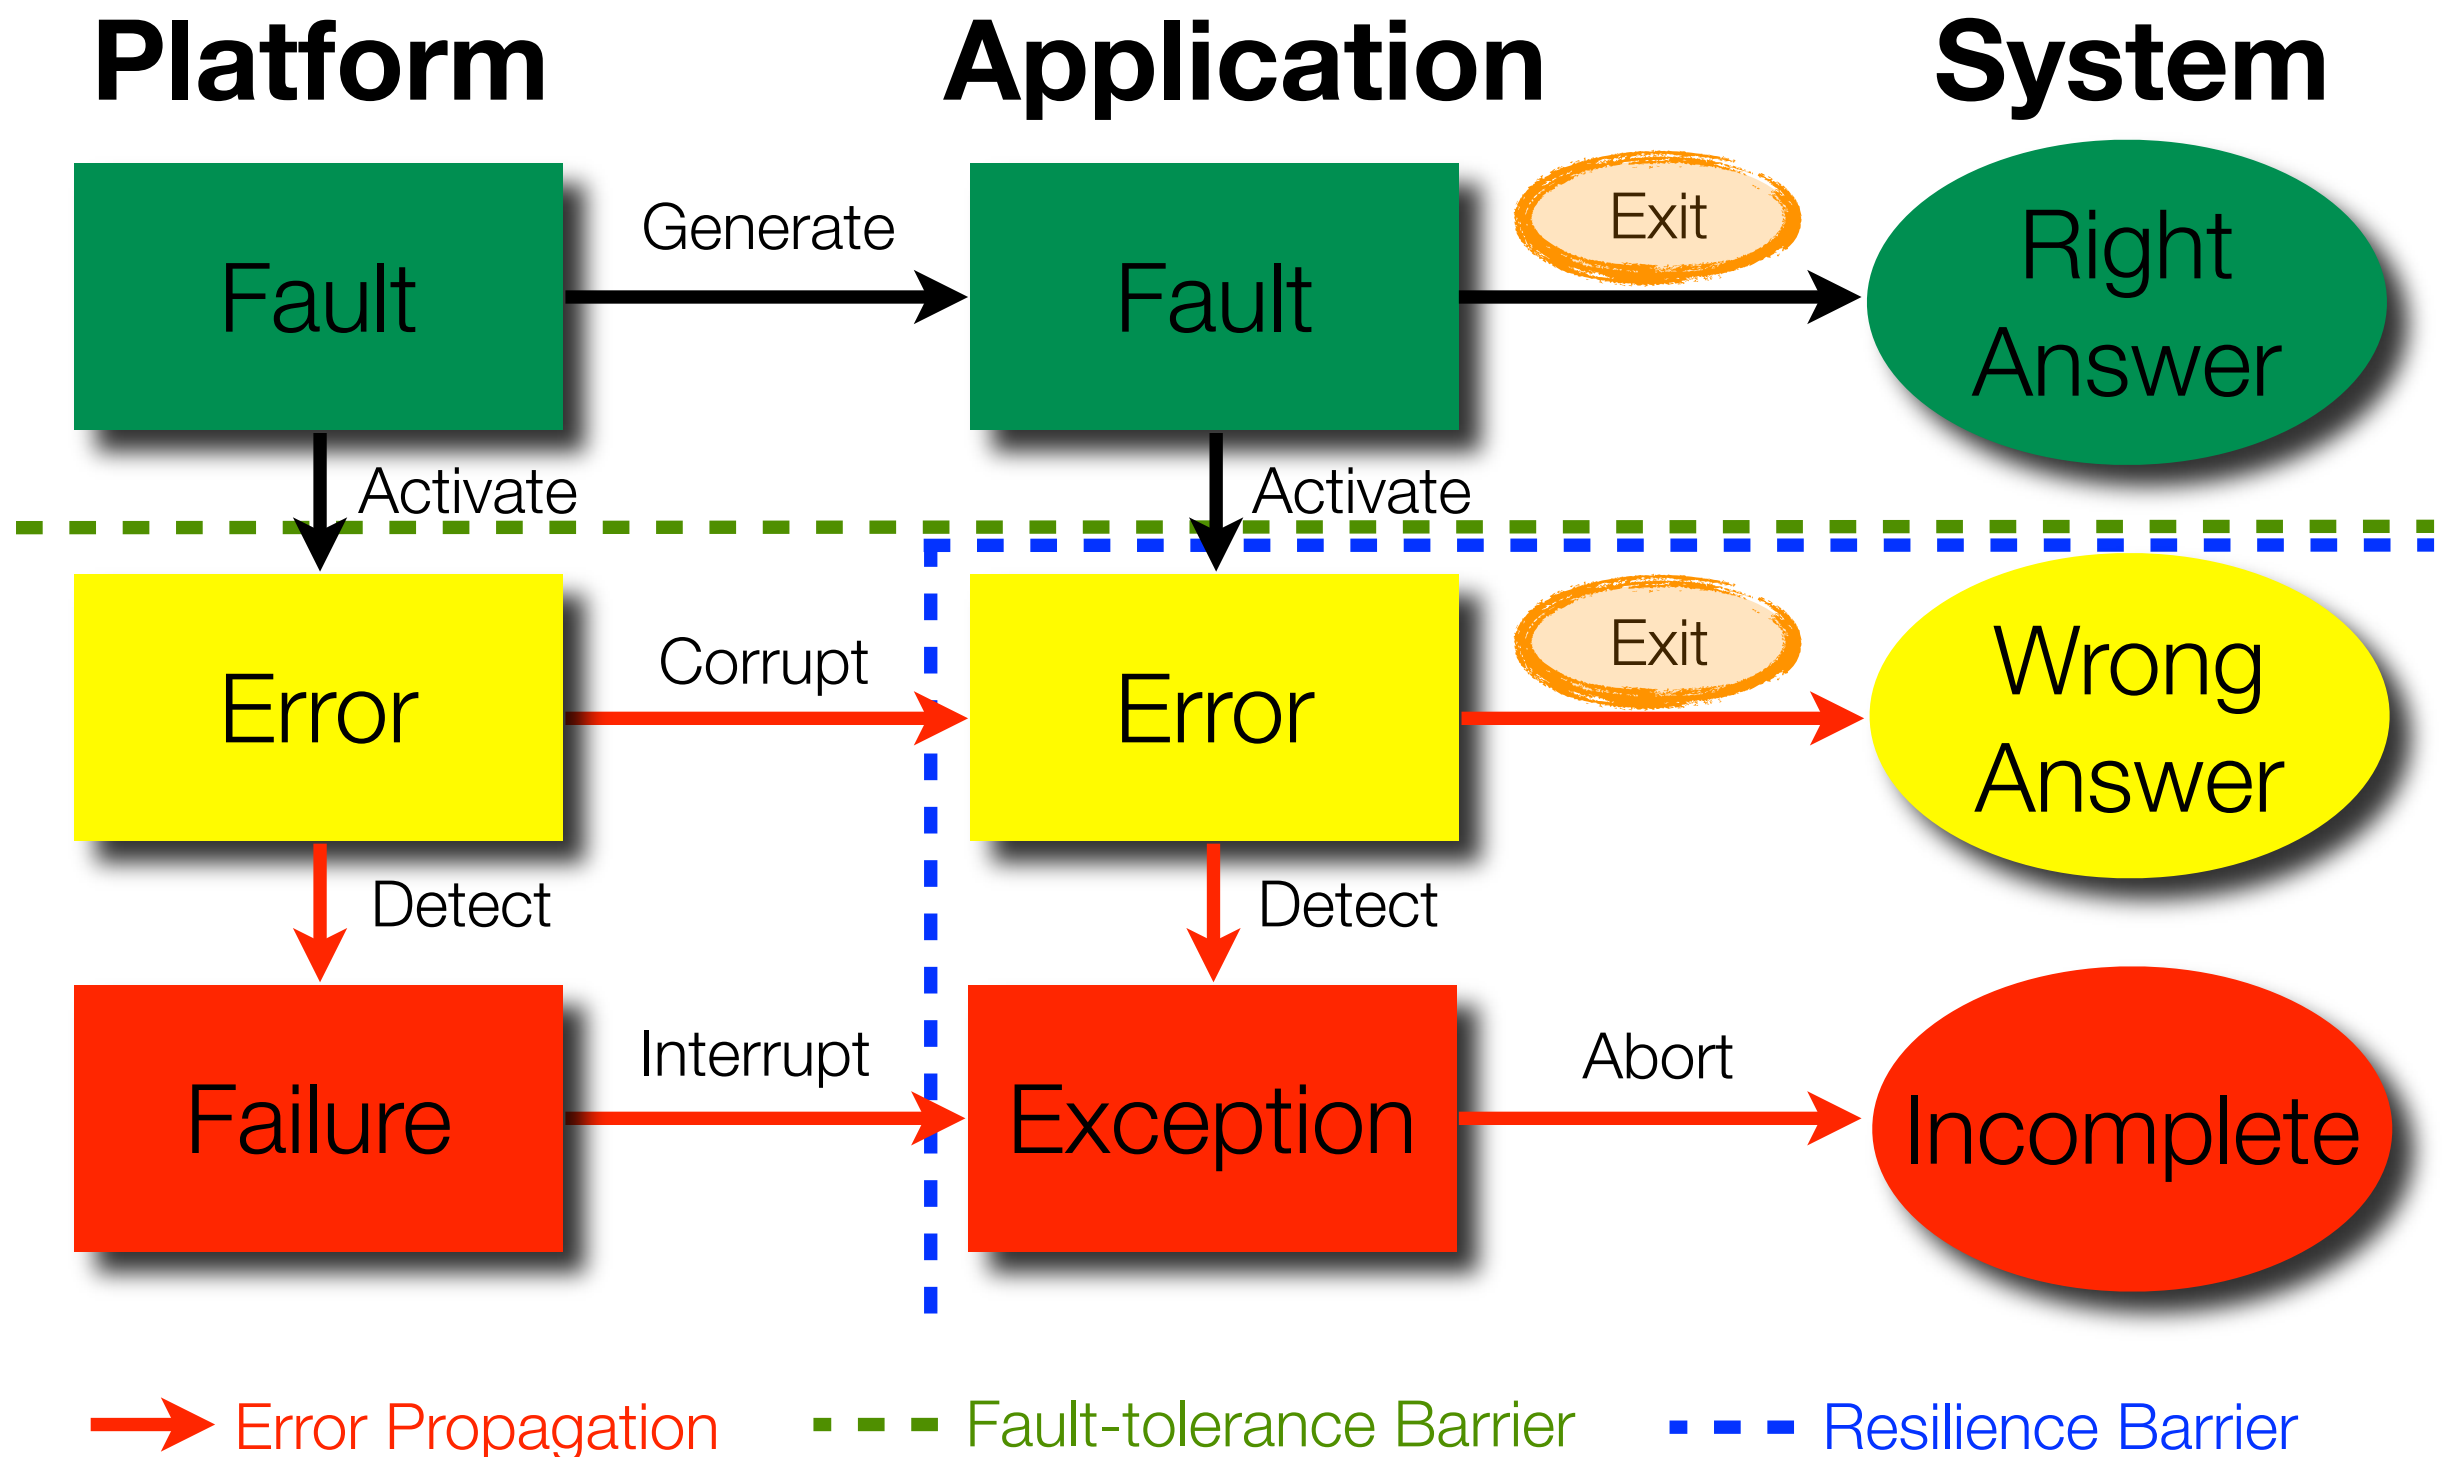 Platform Application System
Fault
Generate
Fault
Exit
Right
Answer
Activate
Activate
Error
Corrupt
Error
Exit
Wrong
Answer
Detect
Detect
Failure
Interrupt
Exception
Abort
Incomplete
Error Propagation
Fault-tolerance Barrier
Resilience Barrier